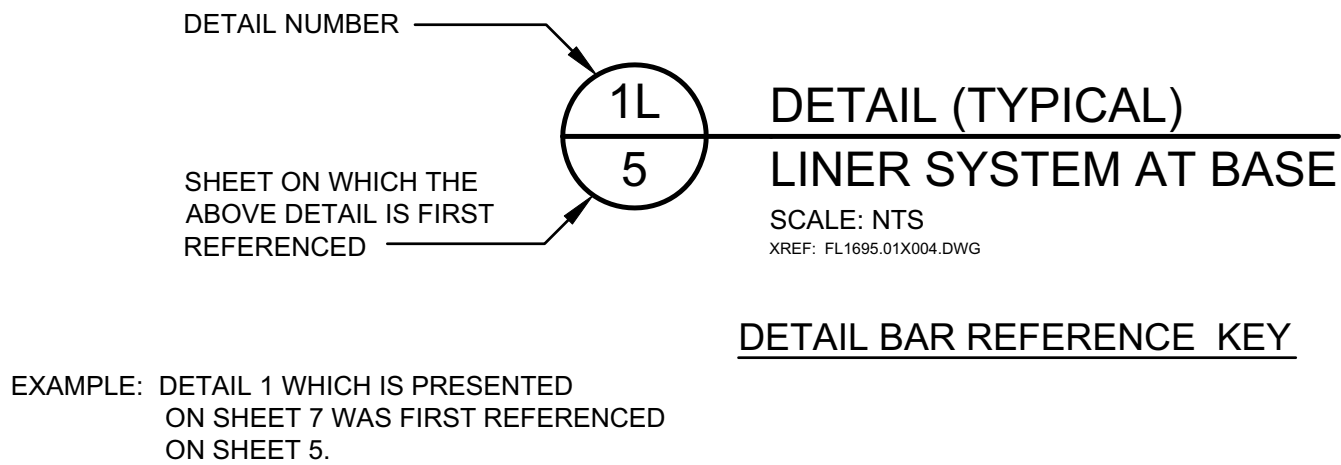 DETAIL NUMBER
1L
DETAIL (TYPICAL)
5
LINER SYSTEM AT BASE
SHEET ON WHICH THE
ABOVE DETAIL IS FIRST
REFERENCED
SCALE: NTS
XREF: FL1695.01X004.DWG
DETAIL BAR REFERENCE KEY
EXAMPLE: DETAIL 1 WHICH IS PRESENTED
ON SHEET 7 WAS FIRST REFERENCED
ON SHEET 5.